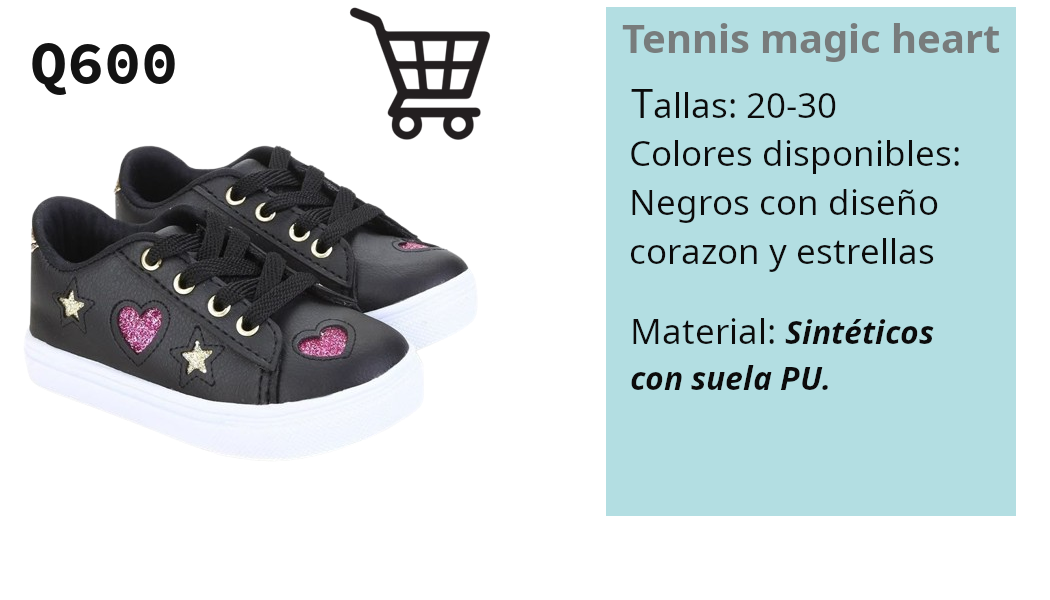 Q600
Tennis magic heart
Tallas: 20-30
Colores disponibles:
Negros con diseño
corazon y estrellas
Material: Sintéticos
con suela PU.